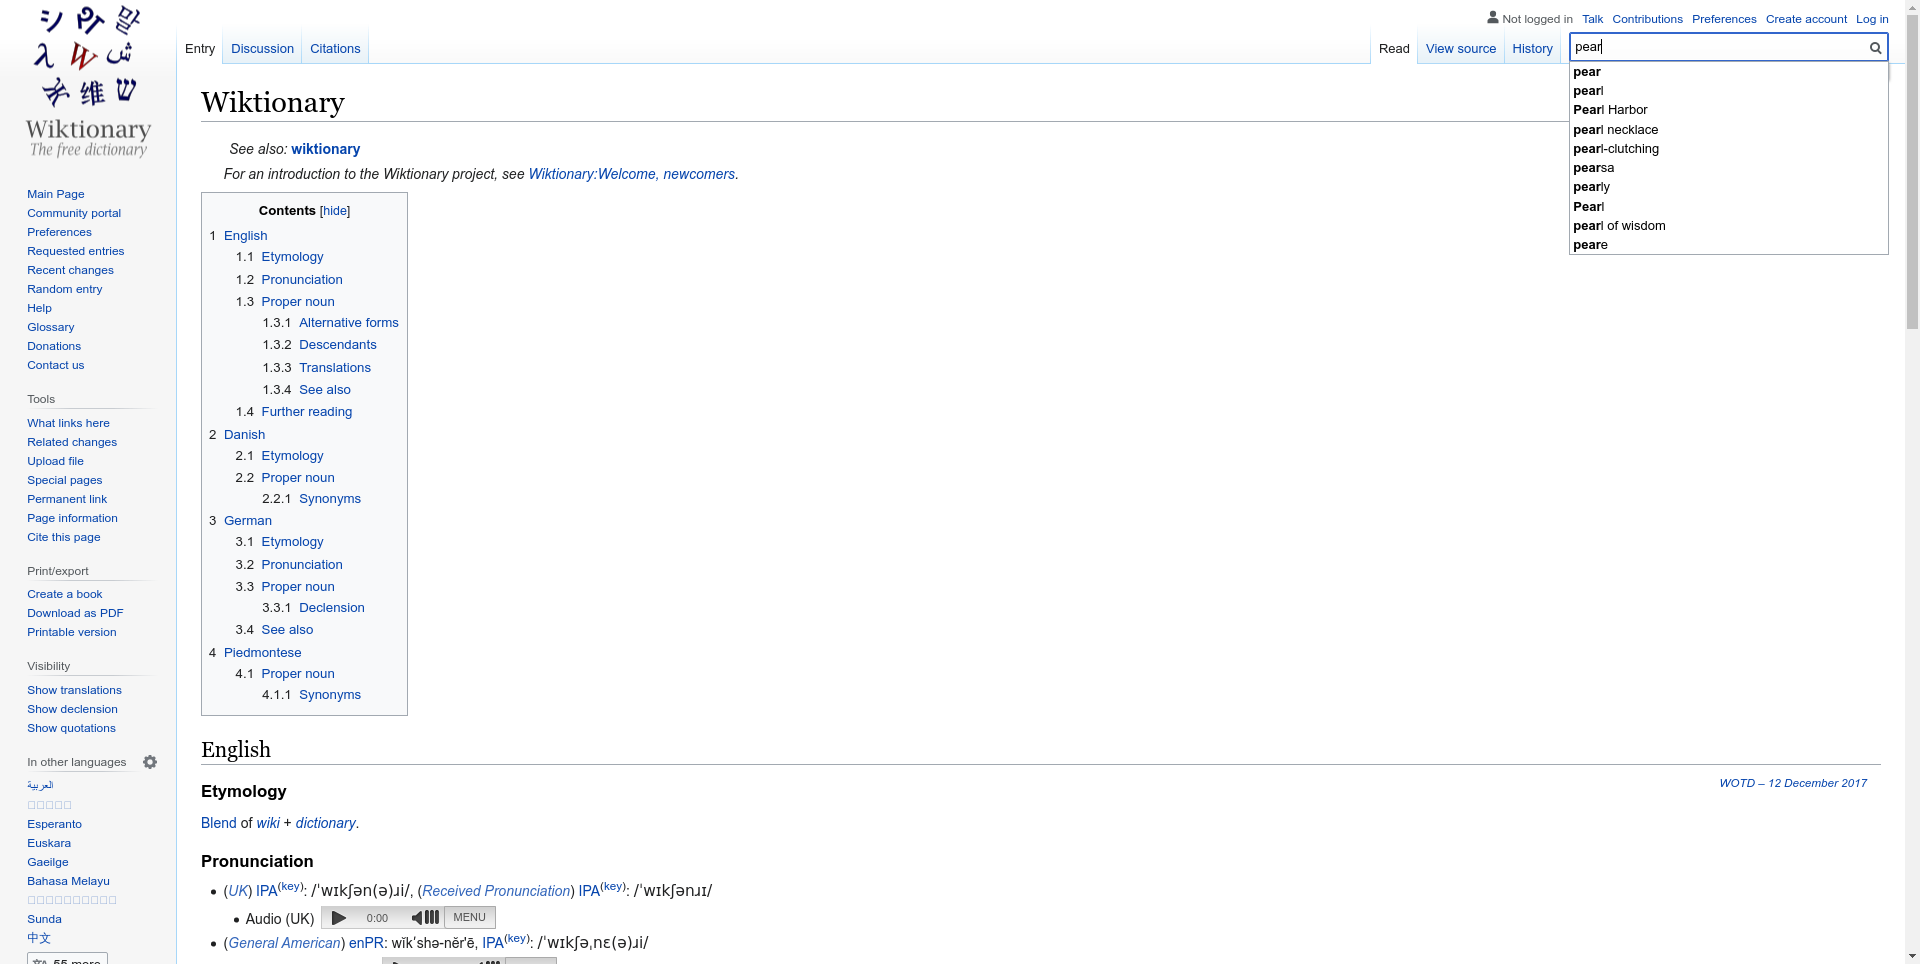 Not logged in Talk Contributions Preferences Create account Log in
Entry Discussion Citations Read View source History pear
pear
pearl
Pearl Harbor
pearl necklace
pearl-clutching
pearsa
pearly
Pearl
pearl of wisdom
peare
Wiktionary
The free dictionary
Main Page
Community portal
Preferences
Requested entries
Recent changes
Random entry
Help
Glossary
Donations
Contact us
Tools
What links here
Related changes
Upload file
Special pages
Permanent link
Page information
Cite this page
Print/export
Create a book
Download as PDF
Printable version
Visibility
Show translations
Show declension
Show quotations
In other languages
العربية
Esperanto
Euskara
Gaeilge
Bahasa Melayu
Sunda
中文
55 more
Wiktionary
See also: wiktionary
For an introduction to the Wiktionary project, see Wiktionary:Welcome, newcomers.
Contents [hide]
1 English
1.1 Etymology
1.2 Pronunciation
1.3 Proper noun
1.3.1 Alternative forms
1.3.2 Descendants
1.3.3 Translations
1.3.4 See also
1.4 Further reading
2 Danish
2.1 Etymology
2.2 Proper noun
2.2.1 Synonyms
3 German
3.1 Etymology
3.2 Pronunciation
3.3 Proper noun
3.3.1 Declension
3.4 See also
4 Piedmontese
4.1 Proper noun
4.1.1 Synonyms
English
WOTD – 12 December 2017
Etymology
Blend of wiki + dictionary.
Pronunciation
• (UK) IPA(key): /ˈwɪkʃən(ə)ɹi/, (Received Pronunciation) IPA(key): /ˈwɪkʃənɹɪ/
• Audio (UK) 0:00 MENU
• (General American) enPR: wĭkʹshə-nĕr'ē, IPA(key): /ˈwɪkʃəˌnɛ(ə)ɹi/